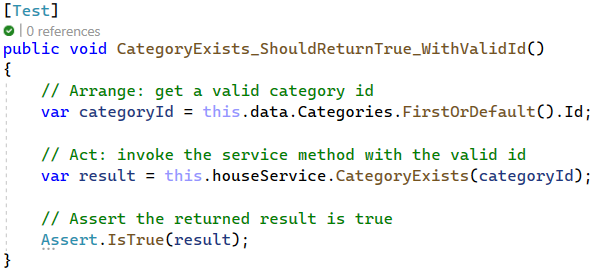 [Test]
| 0 references
public void CategoryExists_ShouldReturnTrue_WithValidId()
{
    // Arrange: get a valid category id
    var categoryId = this.data.Categories.FirstOrDefault().Id;

    // Act: invoke the service method with the valid id
    var result = this.houseService.CategoryExists(categoryId);

    // Assert the returned result is true
    Assert.IsTrue(result);
}